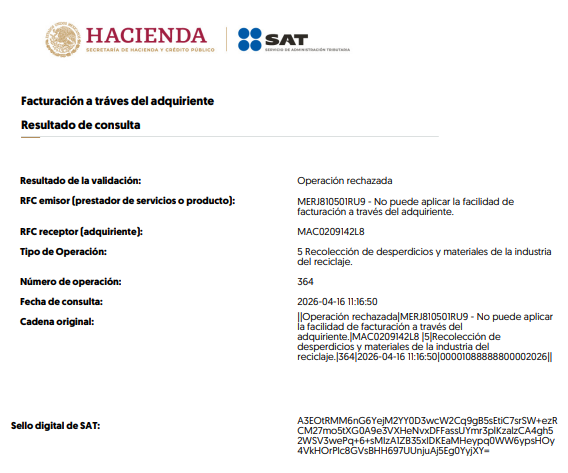 HACIENDA
SECRETARÍA DE HACIENDA Y CRÉDITO PÚBLICO
SAT
SERVICIO DE ADMINISTRACIÓN TRIBUTARIA
Facturación a tráves del adquiriente
Resultado de consulta
Resultado de la validación: Operación rechazada
RFC emisor (prestador de servicios o producto): MERJ810501RU9 - No puede aplicar la facilidad de
facturación a través del adquiriente.
RFC receptor (adquiriente): MAC0209142L8
Tipo de Operación: 5 Recolección de desperdicios y materiales de la industria
del reciclaje.
Número de operación: 364
Fecha de consulta: 2026-04-16 11:16:50
Cadena original: ||Operación rechazada|MERJ810501RU9 - No puede aplicar
la facilidad de facturación a través del
adquiriente.|MAC0209142L8 |5|Recolección de
desperdicios y materiales de la industria del
reciclaje.|364|2026-04-16 11:16:50|00001088888800002026||
Sello digital de SAT: A3EOtRMM6nG6YejM2YY0D3wcW2Cq9gB5sEtiC7srSW+ezR
CM27mo5tXG0A9e3VXHeNvxDFFassUYmr3plKzalzCA4gh5
2WSV3wePq+6+sMIzA1ZB35xIDKEaMHeypq0WW6ypsHOy
4VkHOrPlc8GVsBHH697UUnjuAj5Eg0YyjXY=